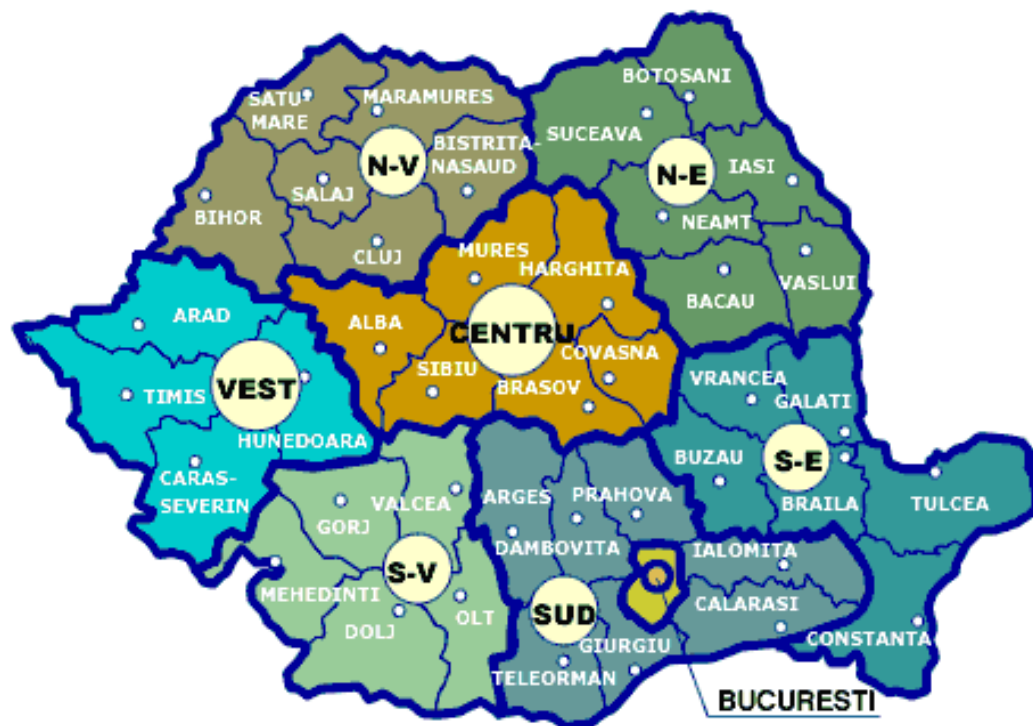 BOTOSANI
SATU-
MARE
MARAMURES
SUCEAVA
BISTRITA-
NASAUD
N-V
N-E
IASI
SALAJ
BIHOR
NEAMT
CLUJ
MURES
HARGHITA
BACAU
VASLUI
ARAD
ALBA
CENTRU
COVASNA
SIBIU
BRASOV
VEST
TIMIS
HUNEDOARA
VRANCEA
GALATI
CARAS-
SEVERIN
BUZAU
S-E
BRAILA
TULCEA
VALCEA
GORJ
ARGES
PRAHOVA
DAMBOVITA
IALOMITA
S-V
MEHEDINTI
DOLJ
OLT
SUD
CALARASI
GIURGIU
CONSTANTA
TELEORMAN
BUCURESTI